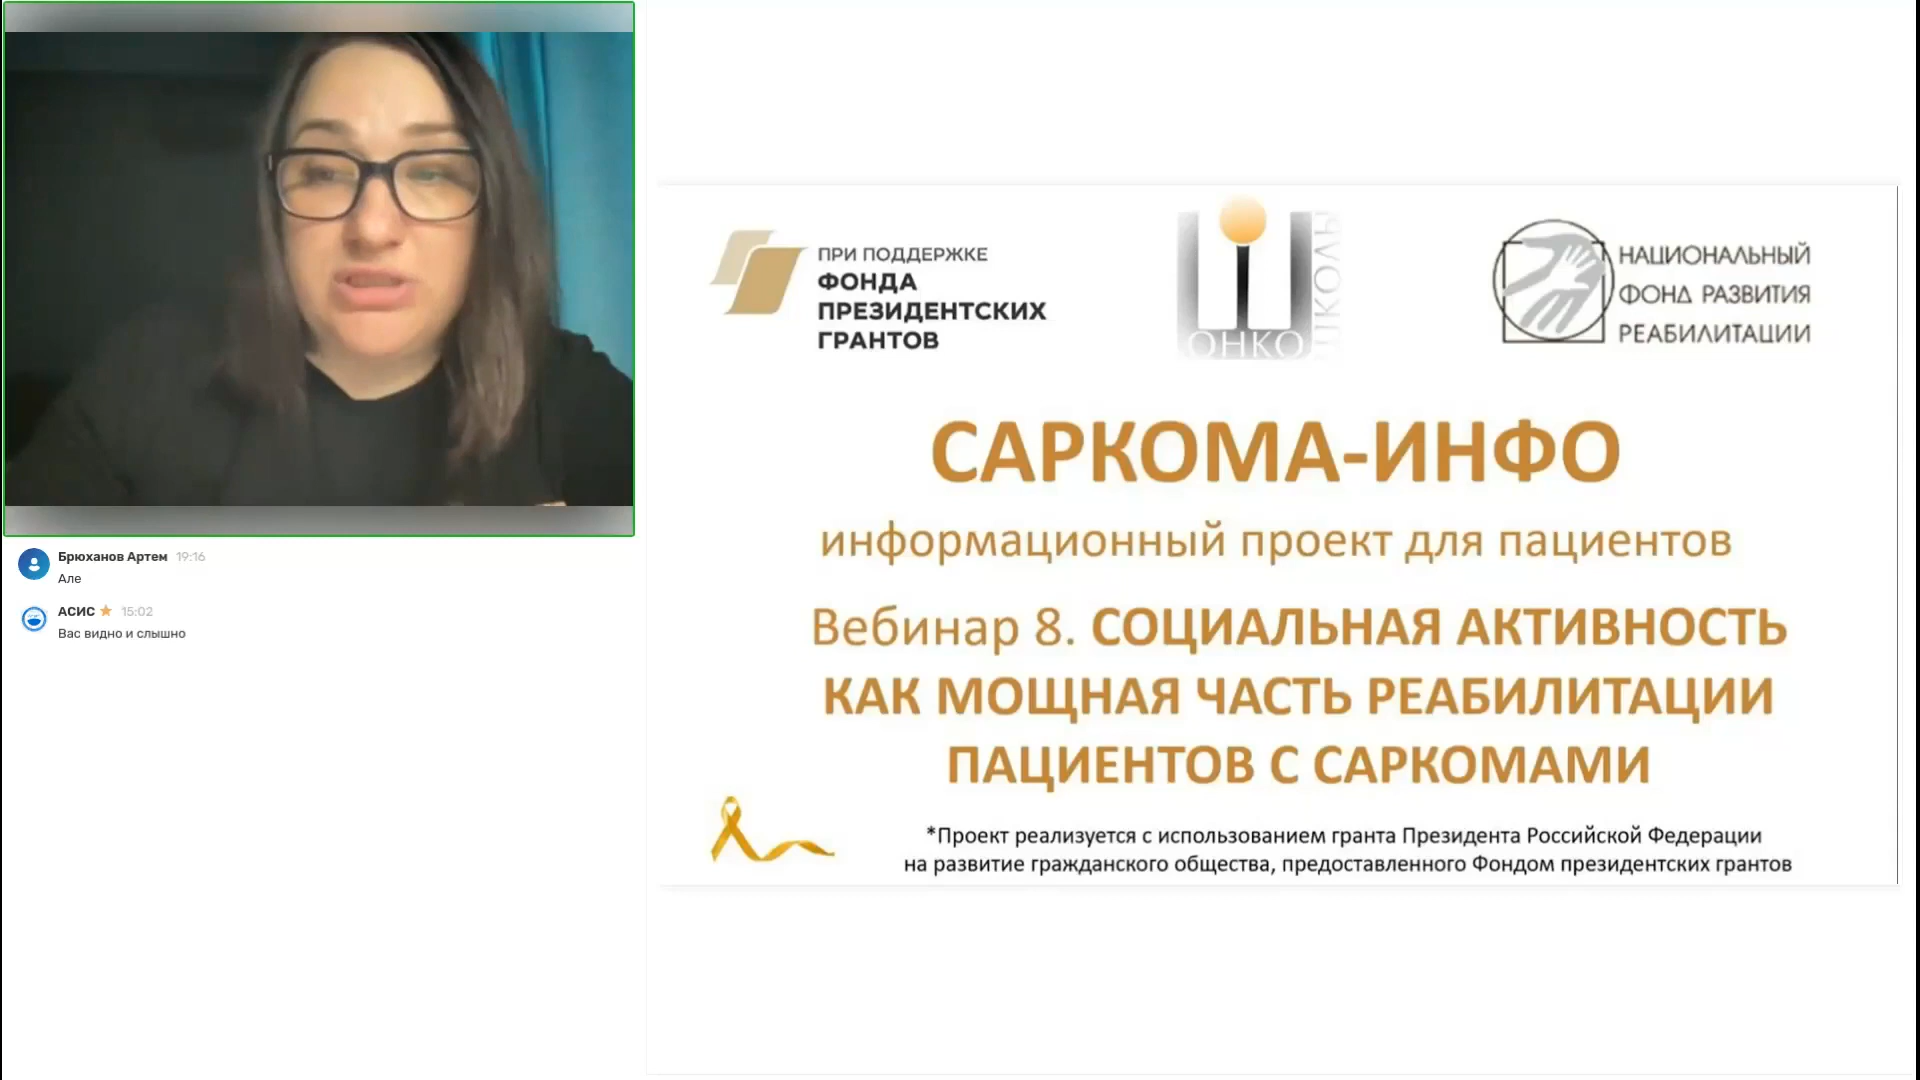 Брюханов Артем 19:16
Але
АСИС 15:02
Вас видно и слышно
ПРИ ПОДДЕРЖКЕ
ФОНДА
ПРЕЗИДЕНТСКИХ
ГРАНТОВ
ОНКО
ШКОЛЫ
НАЦИОНАЛЬНЫЙ
ФОНД РАЗВИТИЯ
РЕАБИЛИТАЦИИ
САРКОМА-ИНФО
информационный проект для пациентов
Вебинар 8. СОЦИАЛЬНАЯ АКТИВНОСТЬ
КАК МОЩНАЯ ЧАСТЬ РЕАБИЛИТАЦИИ
ПАЦИЕНТОВ С САРКОМАМИ
*Проект реализуется с использованием гранта Президента Российской Федерации
на развитие гражданского общества, предоставленного Фондом президентских грантов